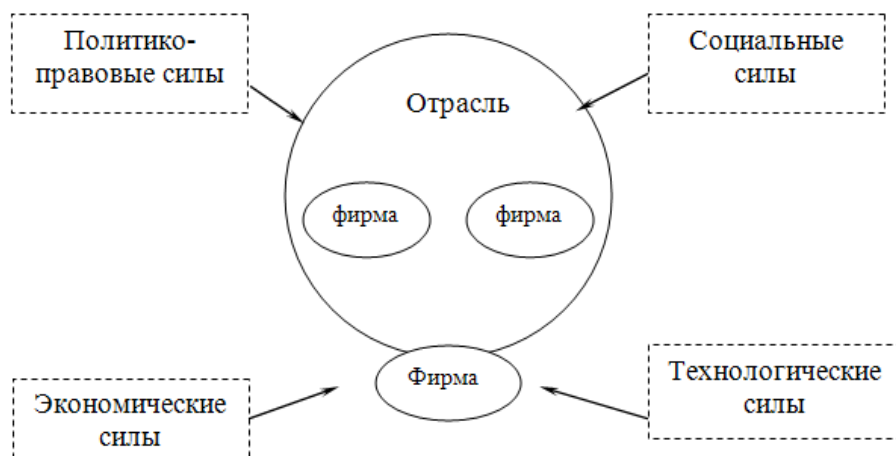 Политико-
правовые силы
Социальные
силы
Отрасль
фирма
фирма
Фирма
Экономические
силы
Технологические
силы